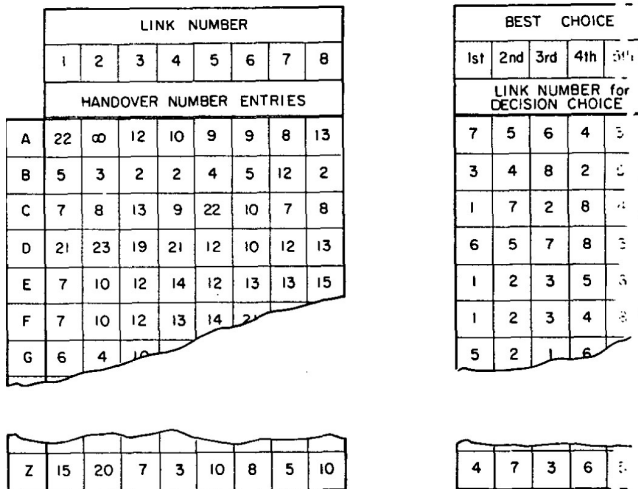 LINK NUMBER
1 2 3 4 5 6 7 8
HANDOVER NUMBER ENTRIES
A 22 ∞ 12 10 9 9 8 13
B 5 3 2 2 4 5 12 2
C 7 8 13 9 22 10 7 8
D 21 23 19 21 12 10 12 13
E 7 10 12 14 12 13 13 15
F 7 10 12 13 14
G 6 4
Z 15 20 7 3 10 8 5 10
BEST CHOICE
1st 2nd 3rd 4th
LINK NUMBER for
DECISION CHOICE
7 5 6 4
3 4 8 2
1 7 2 8
6 5 7 8
1 2 3 5
1 2 3 4
5 2 1 6
4 7 3 6